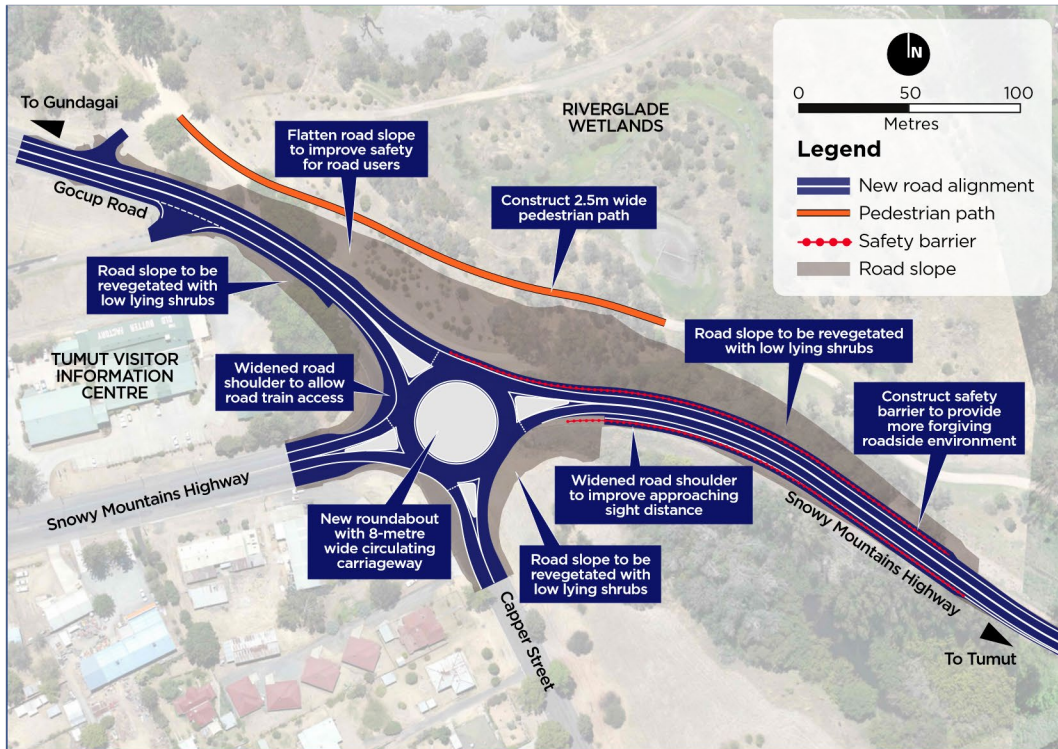 To Gundagai
Gocup Road
Flatten road slope
to improve safety
for road users
RIVERGLADE
WETLANDS
Construct 2.5m wide
pedestrian path
N
0
50
100
Metres
Legend
New road alignment
Pedestrian path
Safety barrier
Road slope
Road slope to be
revegetated with
low lying shrubs
TUMUT VISITOR
INFORMATION
CENTRE
Widened road
shoulder to allow
road train access
Road slope to be revegetated
with low lying shrubs
Construct safety
barrier to provide
more forgiving
roadside environment
Snowy Mountains Highway
New roundabout
with 8-metre
wide circulating
carriageway
Widened road shoulder
to improve approaching
sight distance
Road slope to be
revegetated with
low lying shrubs
Snowy Mountains Highway
Capper Street
To Tumut